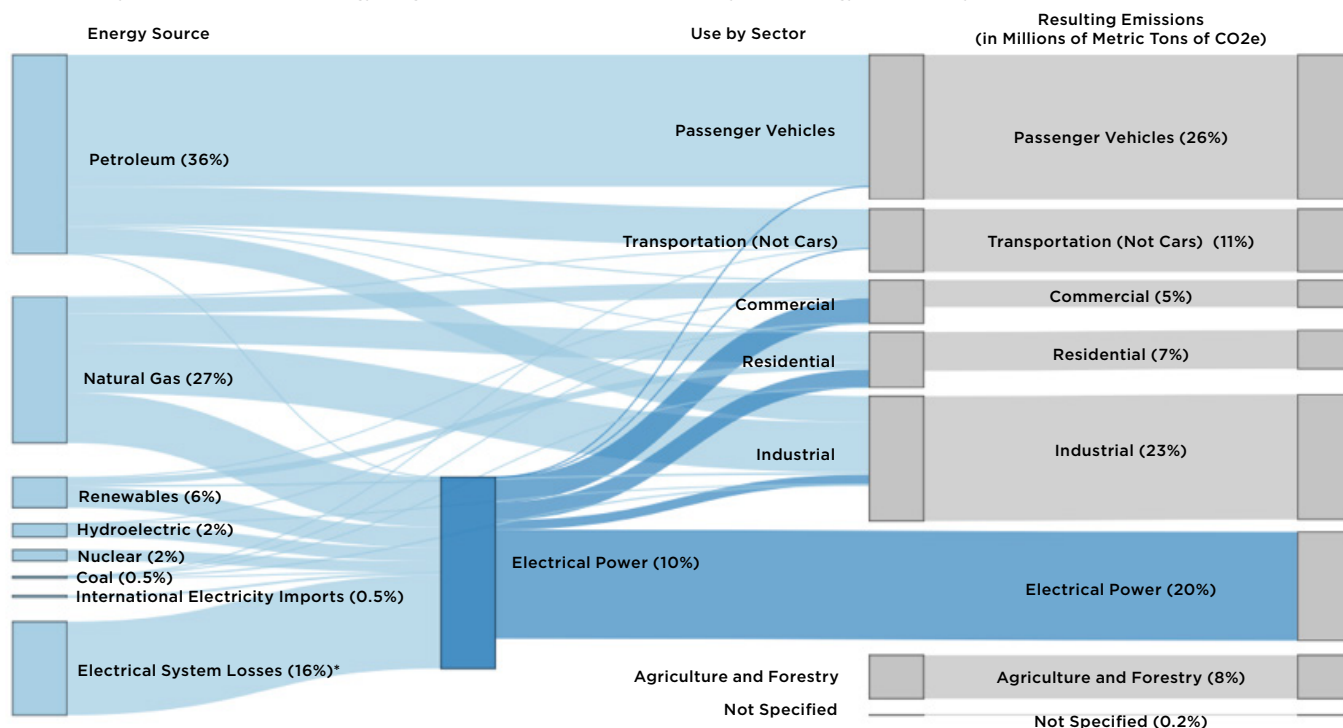 Energy Source
Use by Sector
Resulting Emissions
(in Millions of Metric Tons of CO2e)
Petroleum (36%)
Natural Gas (27%)
Renewables (6%)
Hydroelectric (2%)
Nuclear (2%)
Coal (0.5%)
International Electricity Imports (0.5%)
Electrical System Losses (16%)*
Electrical Power (10%)
Passenger Vehicles
Transportation (Not Cars)
Commercial
Residential
Industrial
Agriculture and Forestry
Not Specified
Passenger Vehicles (26%)
Transportation (Not Cars) (11%)
Commercial (5%)
Residential (7%)
Industrial (23%)
Electrical Power (20%)
Agriculture and Forestry (8%)
Not Specified (0.2%)